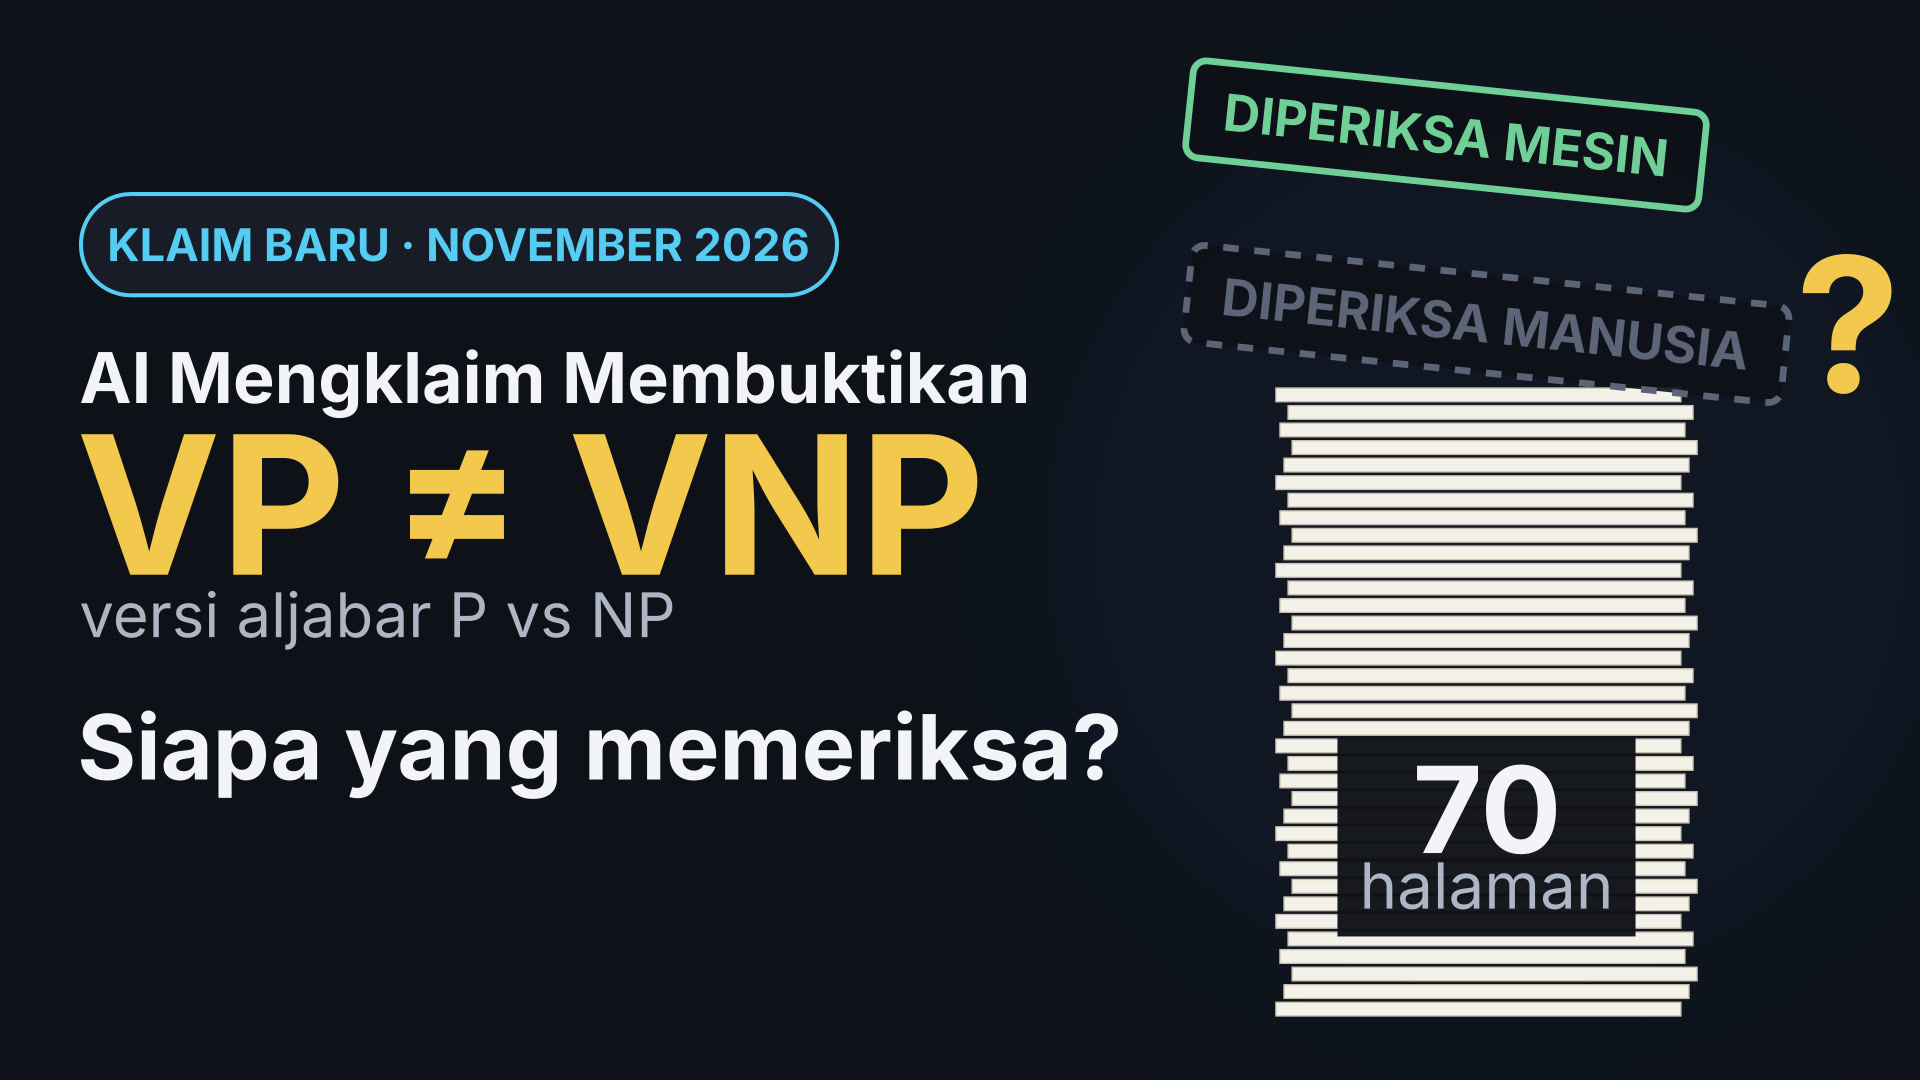 KLAIM BARU · NOVEMBER 2026
AI Mengklaim Membuktikan
VP ≠ VNP
versi aljabar P vs NP
Siapa yang memeriksa?
DIPERIKSA MESIN
DIPERIKSA MANUSIA
?
70
halaman